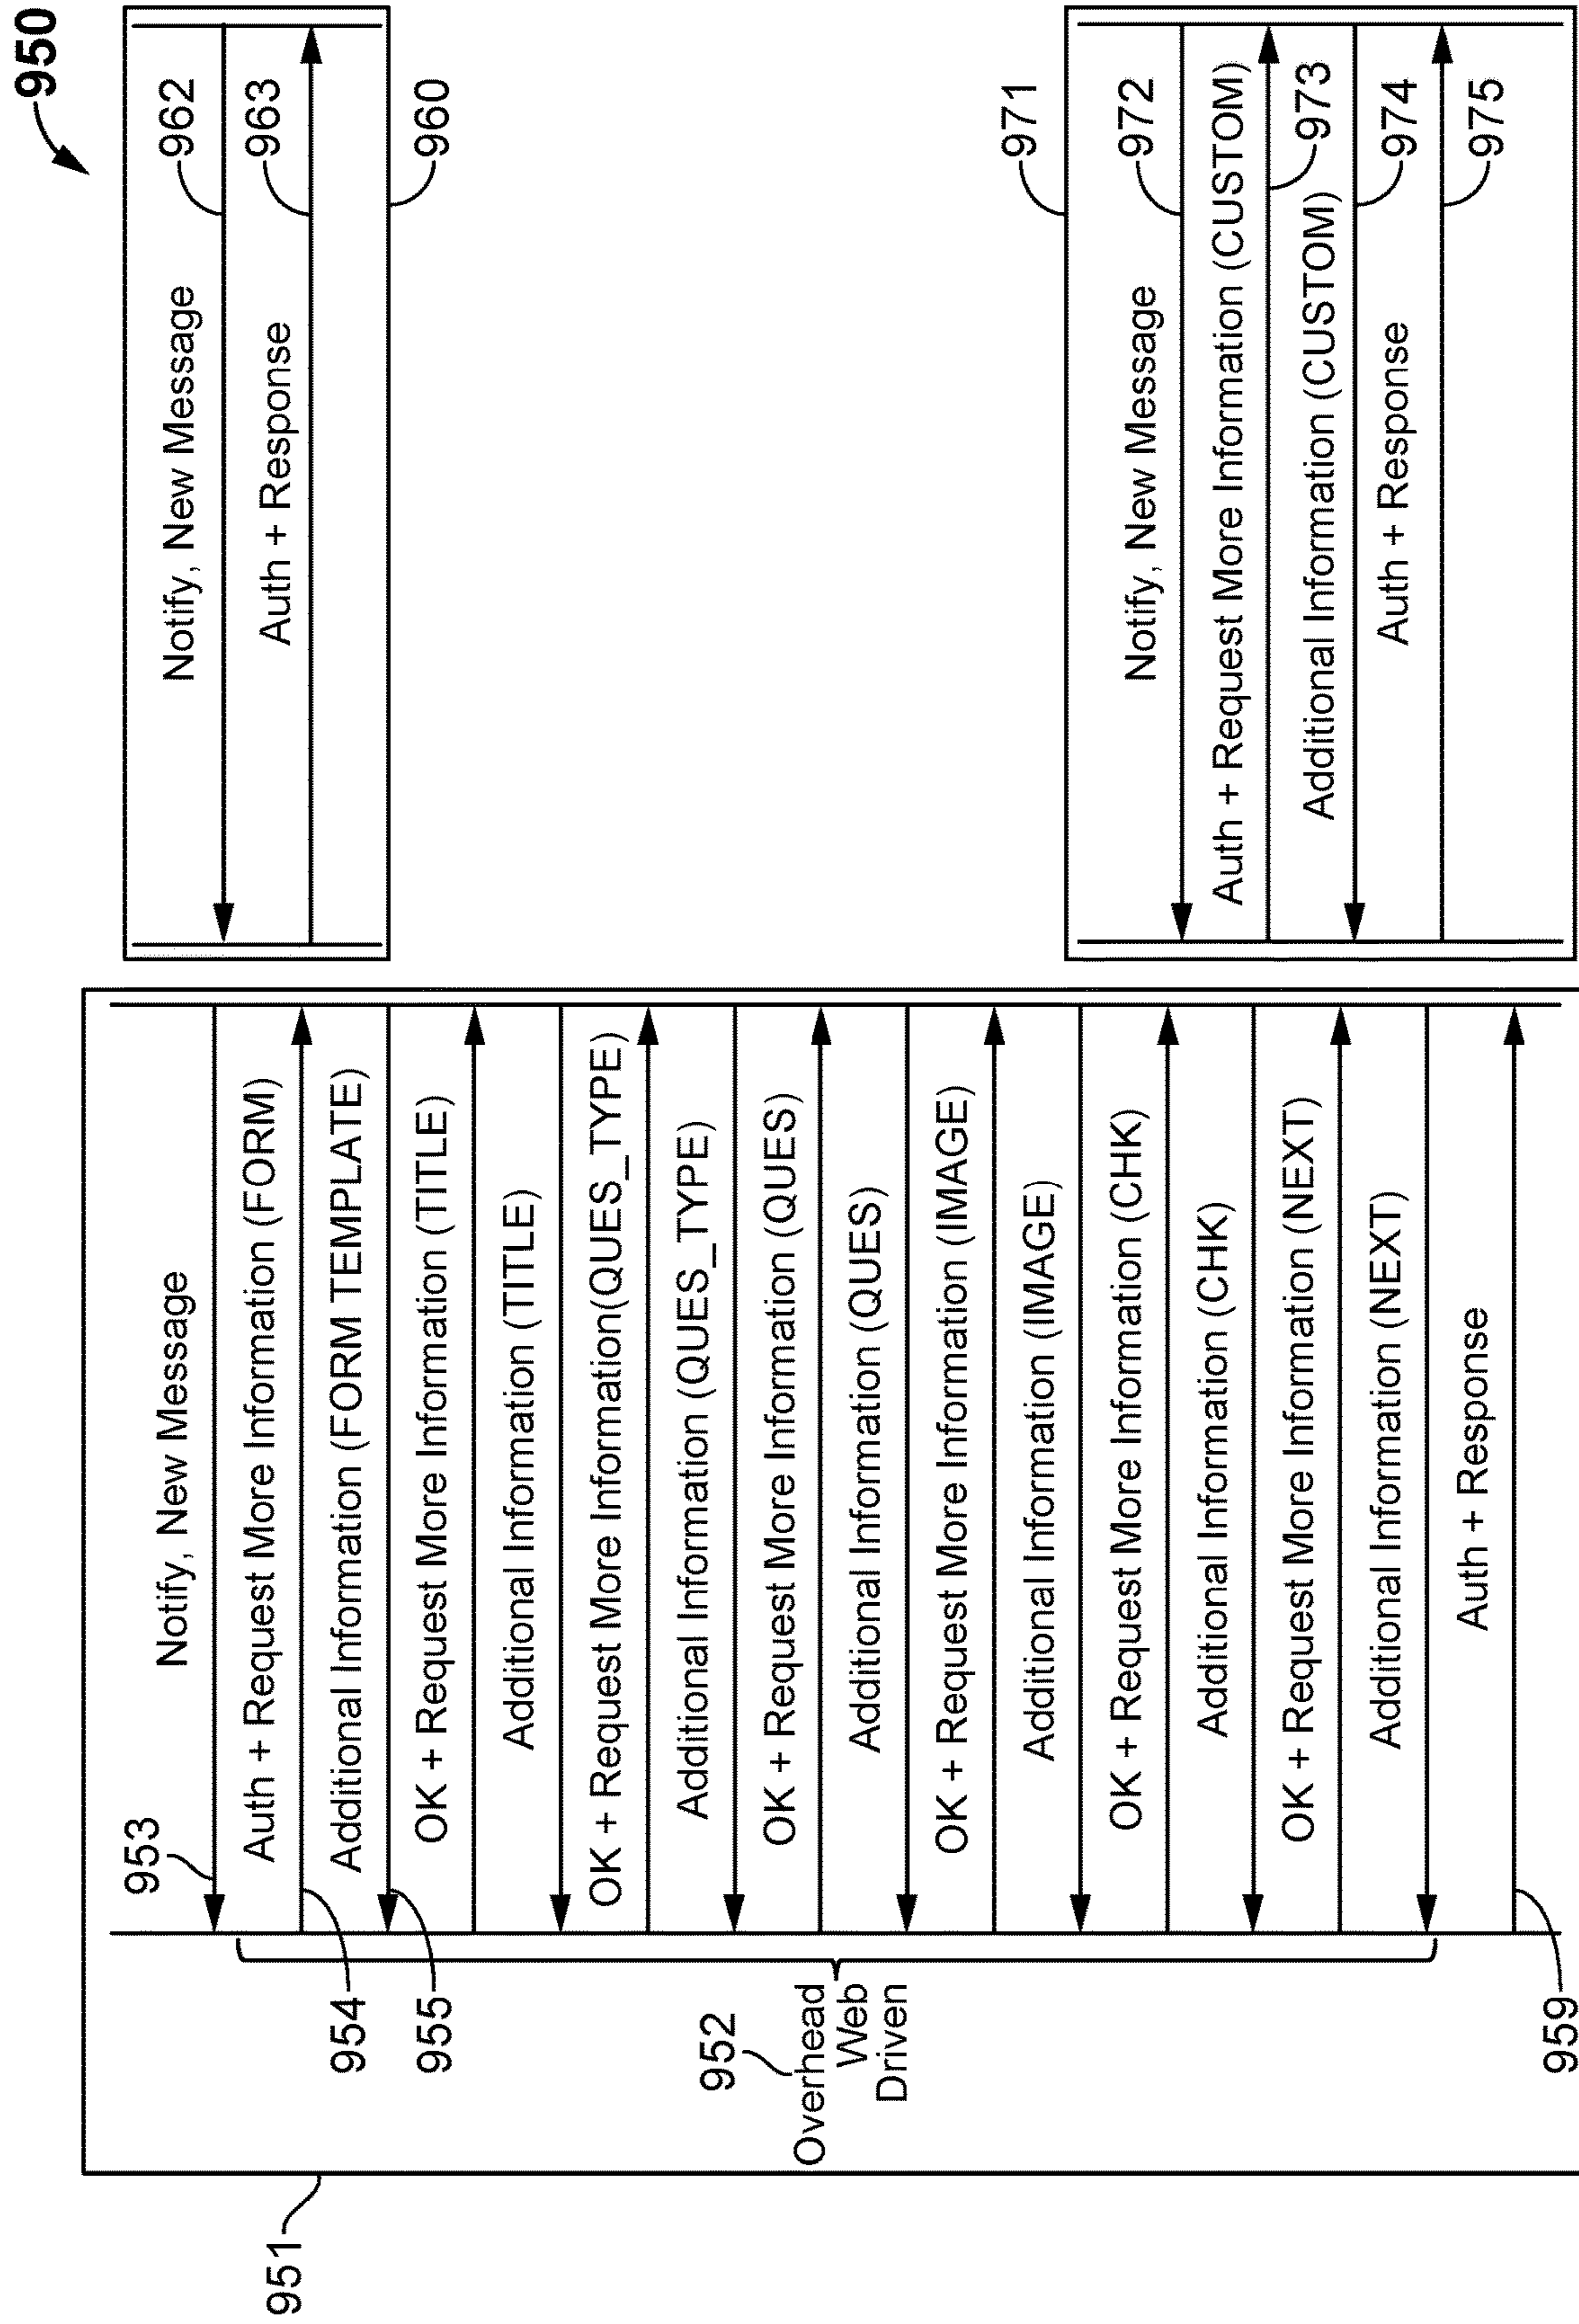 950
951
953
Notify, New Message
Auth + Request More Information (FORM)
954
Additional Information (FORM TEMPLATE)
955
OK + Request More Information (TITLE)
Additional Information (TITLE)
OK + Request More Information(QUES_TYPE)
Additional Information (QUES_TYPE)
OK + Request More Information (QUES)
Additional Information (QUES)
OK + Request More Information (IMAGE)
Additional Information (IMAGE)
OK + Request More Information (CHK)
Additional Information (CHK)
OK + Request More Information (NEXT)
Additional Information (NEXT)
Auth + Response
959
952
Overhead
Web
Driven
Notify, New Message
962
Auth + Response
963
960
971
Notify, New Message
972
Auth + Request More Information (CUSTOM)
973
Additional Information (CUSTOM)
974
Auth + Response
975